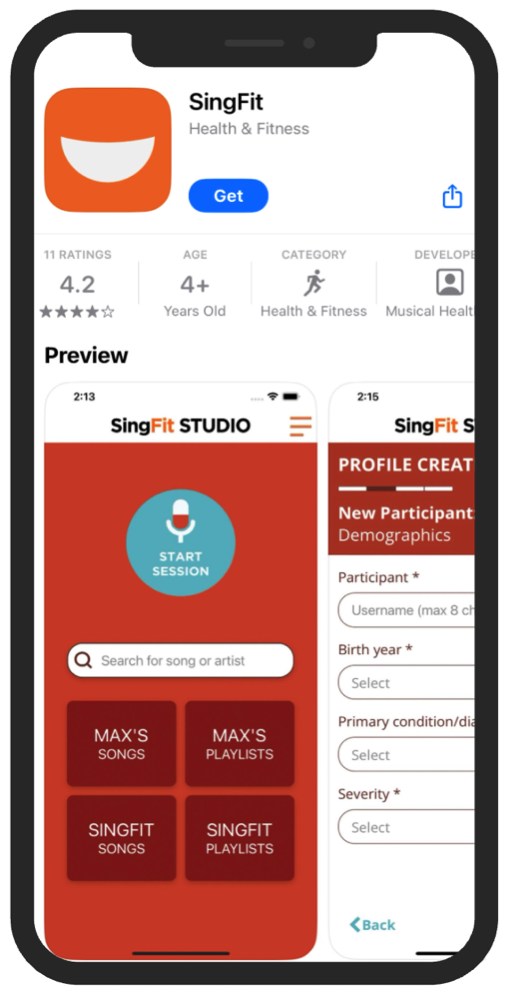 SingFit
Health & Fitness
Get
11 RATINGS
4.2
AGE
4+
Years Old
CATEGORY
Health & Fitness
DEVELOPE
Musical Healt
Preview
2:13
SingFit STUDIO
START
SESSION
Search for song or artist
MAX'S
SONGS
MAX'S
PLAYLISTS
SINGFIT
SONGS
SINGFIT
PLAYLISTS
2:15
SingFit S
PROFILE CREAT
New Participant
Demographics
Participant *
Username (max 8 ch
Birth year *
Select
Primary condition/dia
Select
Severity *
Select
Back